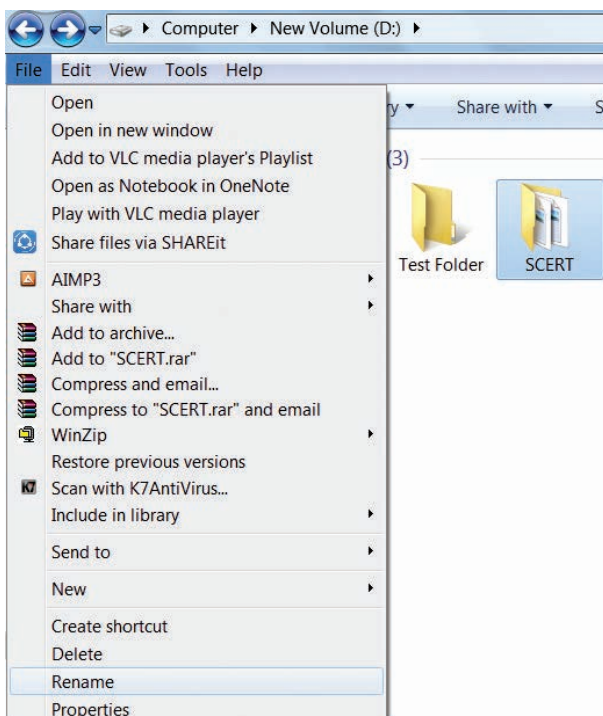 Computer New Volume (D:)
File Edit View Tools Help
ry Share with S
Open
Open in new window
Add to VLC media player's Playlist
Open as Notebook in OneNote
Play with VLC media player
Share files via SHAREit
AIMP3
Share with
Add to archive...
Add to "SCERT.rar"
Compress and email...
Compress to "SCERT.rar" and email
WinZip
Restore previous versions
K7 Scan with K7AntiVirus...
Include in library
Send to
New
Create shortcut
Delete
Rename
Properties
(3)
Test Folder SCERT